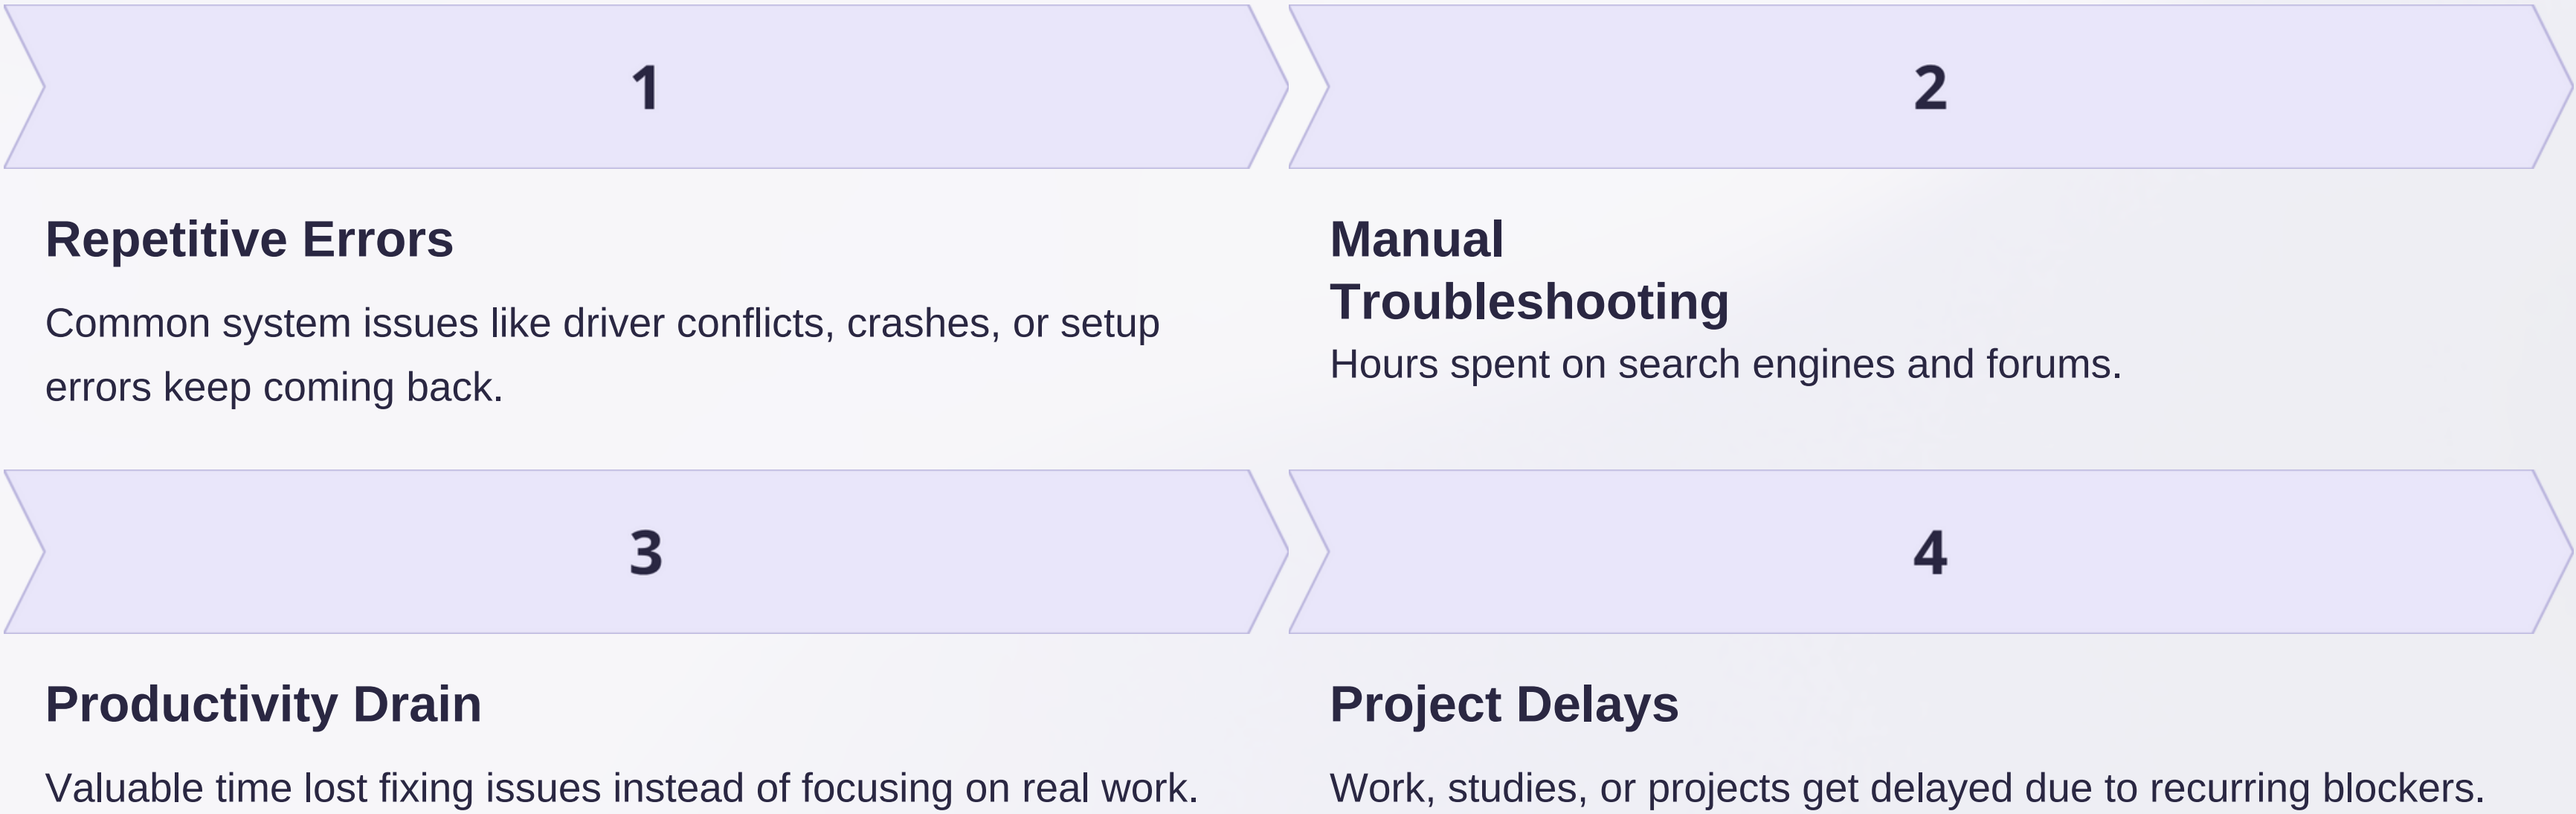 1
Repetitive Errors
Common system issues like driver conflicts, crashes, or setup
errors keep coming back.
2
Manual
Troubleshooting
Hours spent on search engines and forums.
3
Productivity Drain
Valuable time lost fixing issues instead of focusing on real work.
4
Project Delays
Work, studies, or projects get delayed due to recurring blockers.